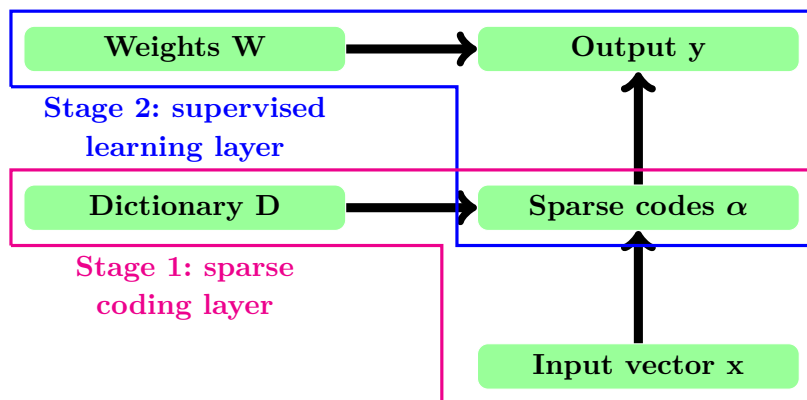 Weights W
Output y
Stage 2: supervised
learning layer
Dictionary D
Sparse codes α
Stage 1: sparse
coding layer
Input vector x